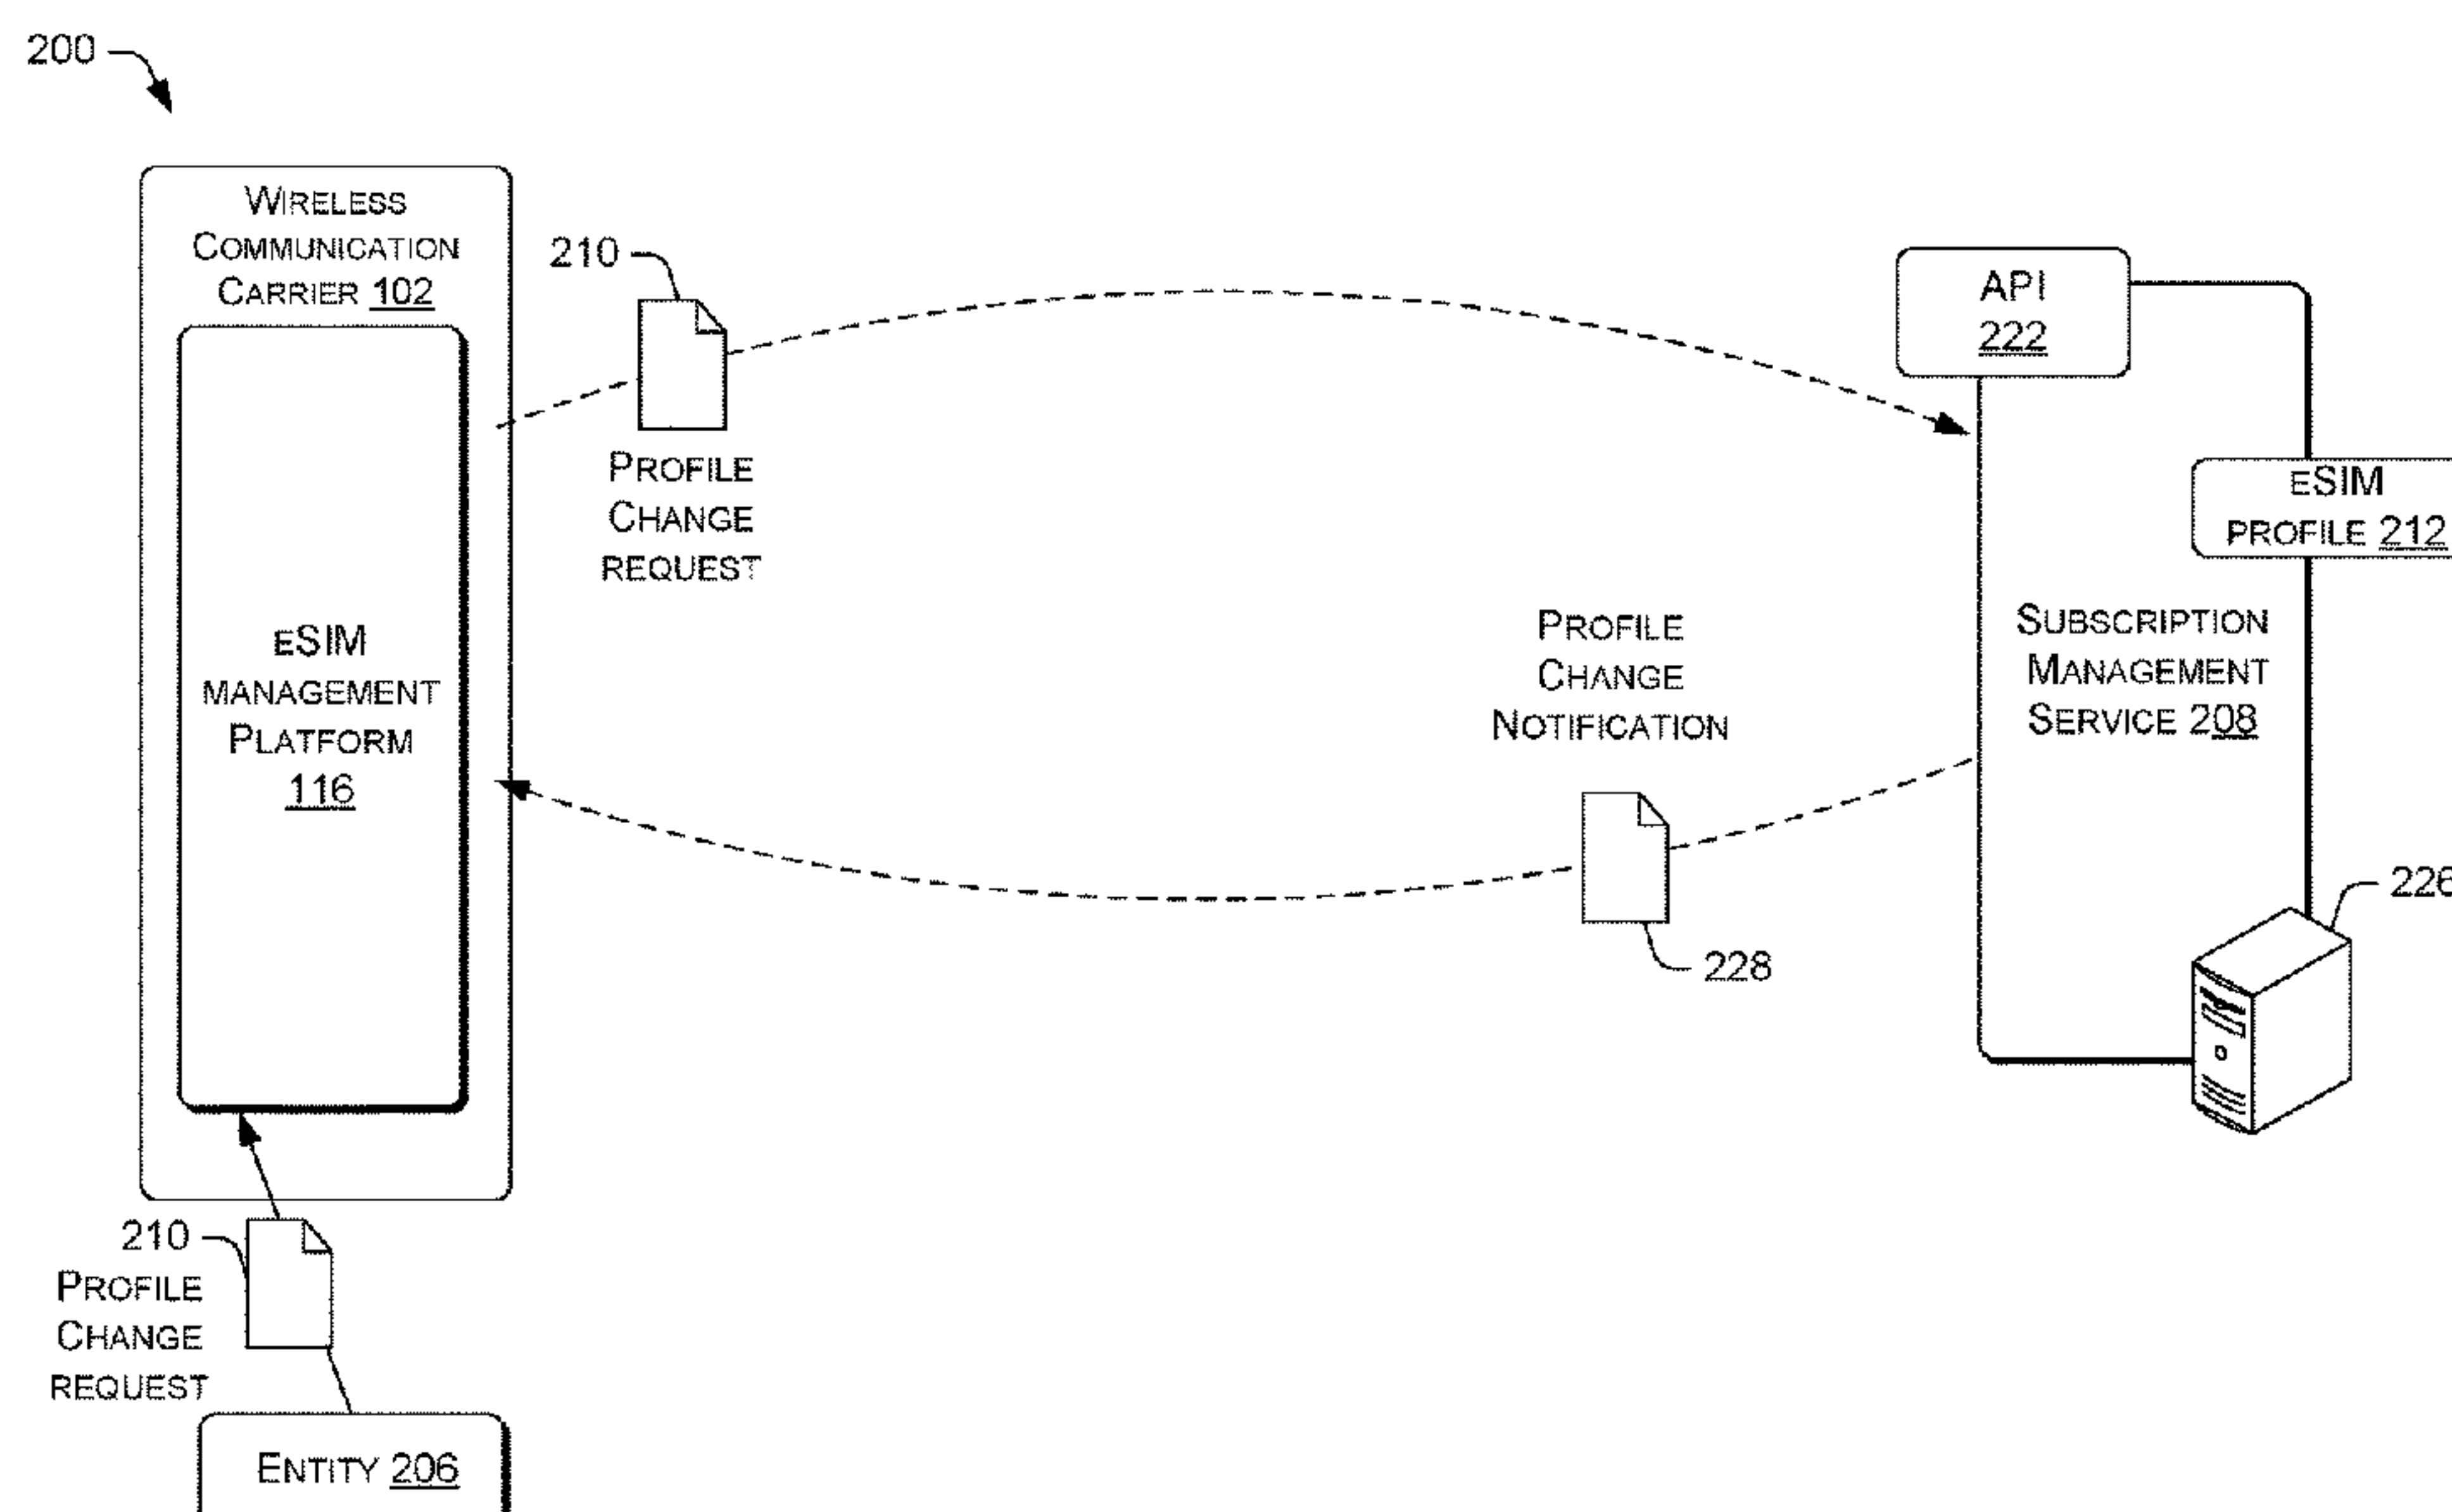 200
WIRELESS
COMMUNICATION
CARRIER 102
eSIM
MANAGEMENT
PLATFORM
116
210
PROFILE
CHANGE
REQUEST
API
222
eSIM
PROFILE 212
SUBSCRIPTION
MANAGEMENT
SERVICE 208
226
PROFILE
CHANGE
NOTIFICATION
228
210
PROFILE
CHANGE
REQUEST
ENTITY 206